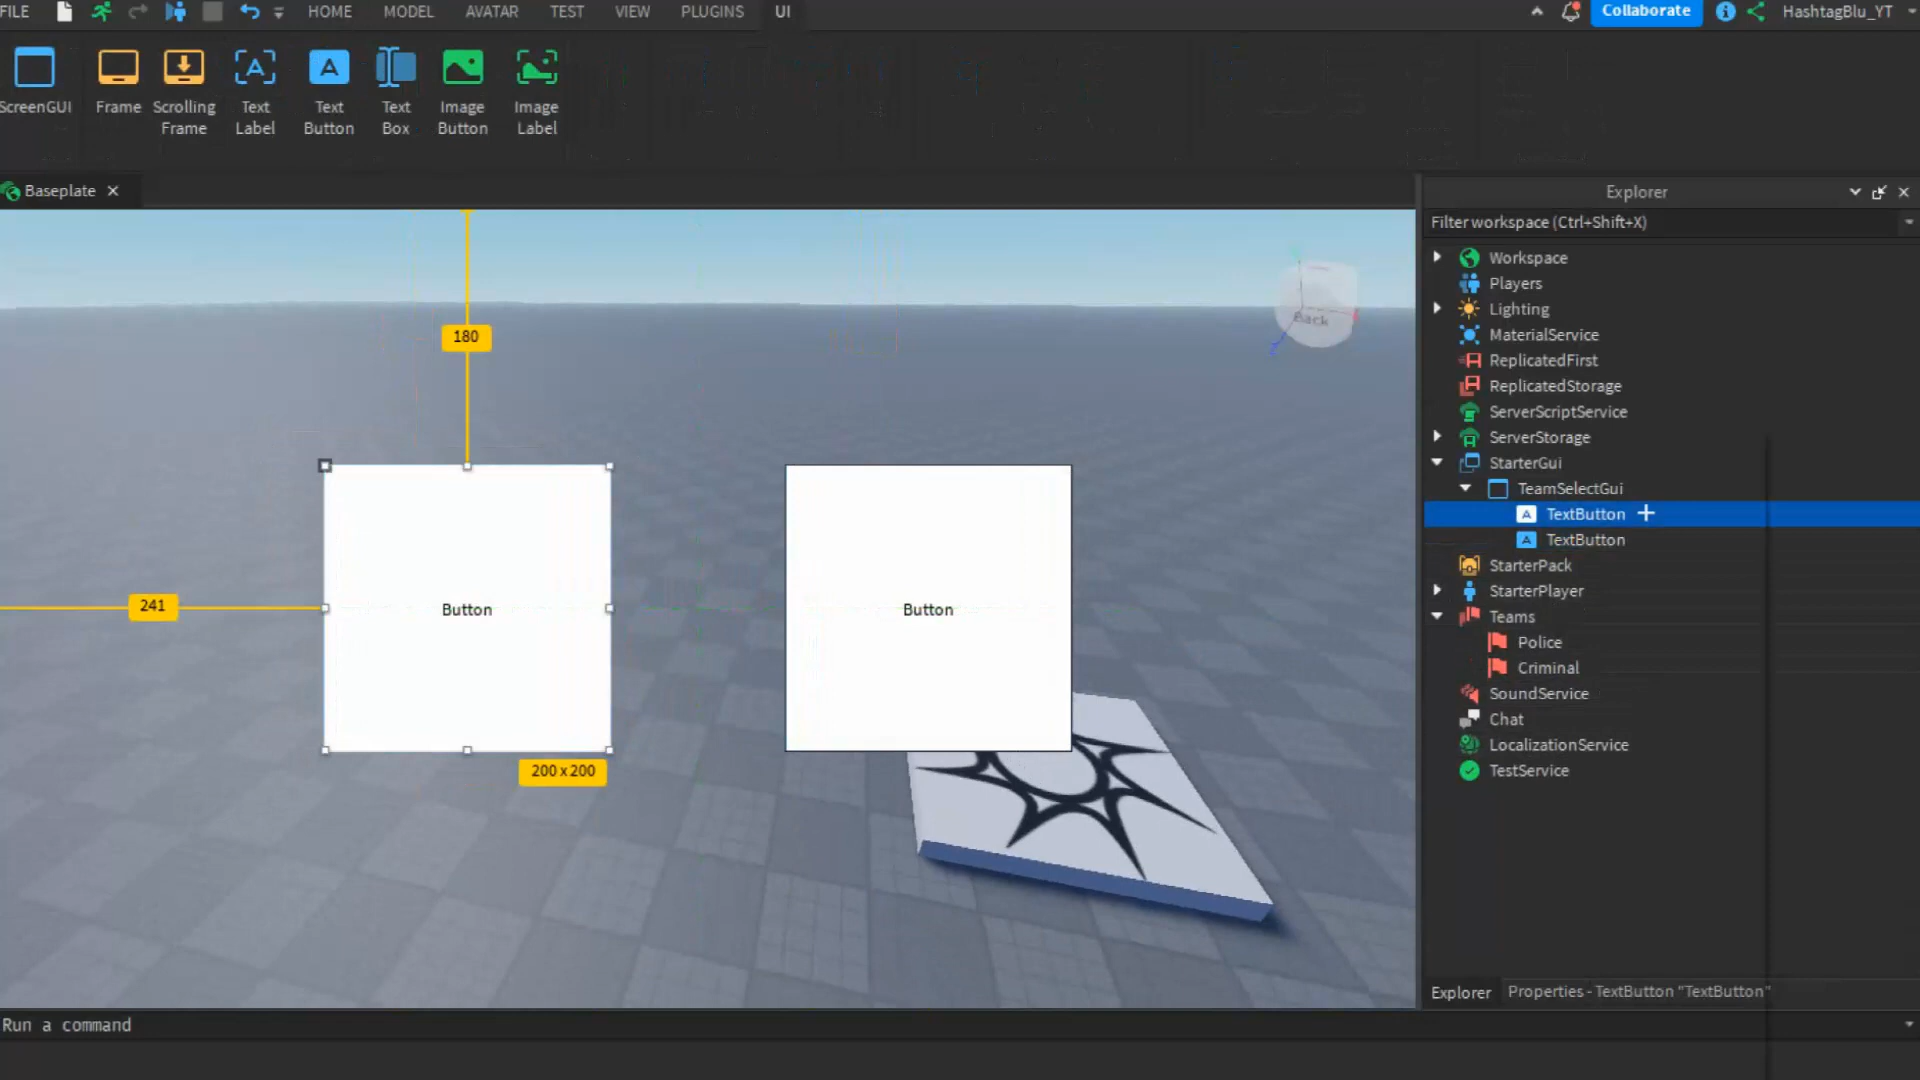 FILE
HOME
MODEL
AVATAR
TEST
VIEW
PLUGINS
UI
Collaborate
HashtagBlu_YT
ScreenGUI
Frame
Scrolling
Frame
Text
Label
Text
Button
Text
Box
Image
Button
Image
Label
Baseplate
Explorer
Filter workspace (Ctrl+Shift+X)
Workspace
Players
Lighting
MaterialService
ReplicatedFirst
ReplicatedStorage
ServerScriptService
ServerStorage
StarterGui
TeamSelectGui
TextButton
TextButton
StarterPack
StarterPlayer
Teams
Police
Criminal
SoundService
Chat
LocalizationService
TestService
Back
180
241
Button
Button
200 x 200
Explorer
Properties - TextButton "TextButton"
Run a command